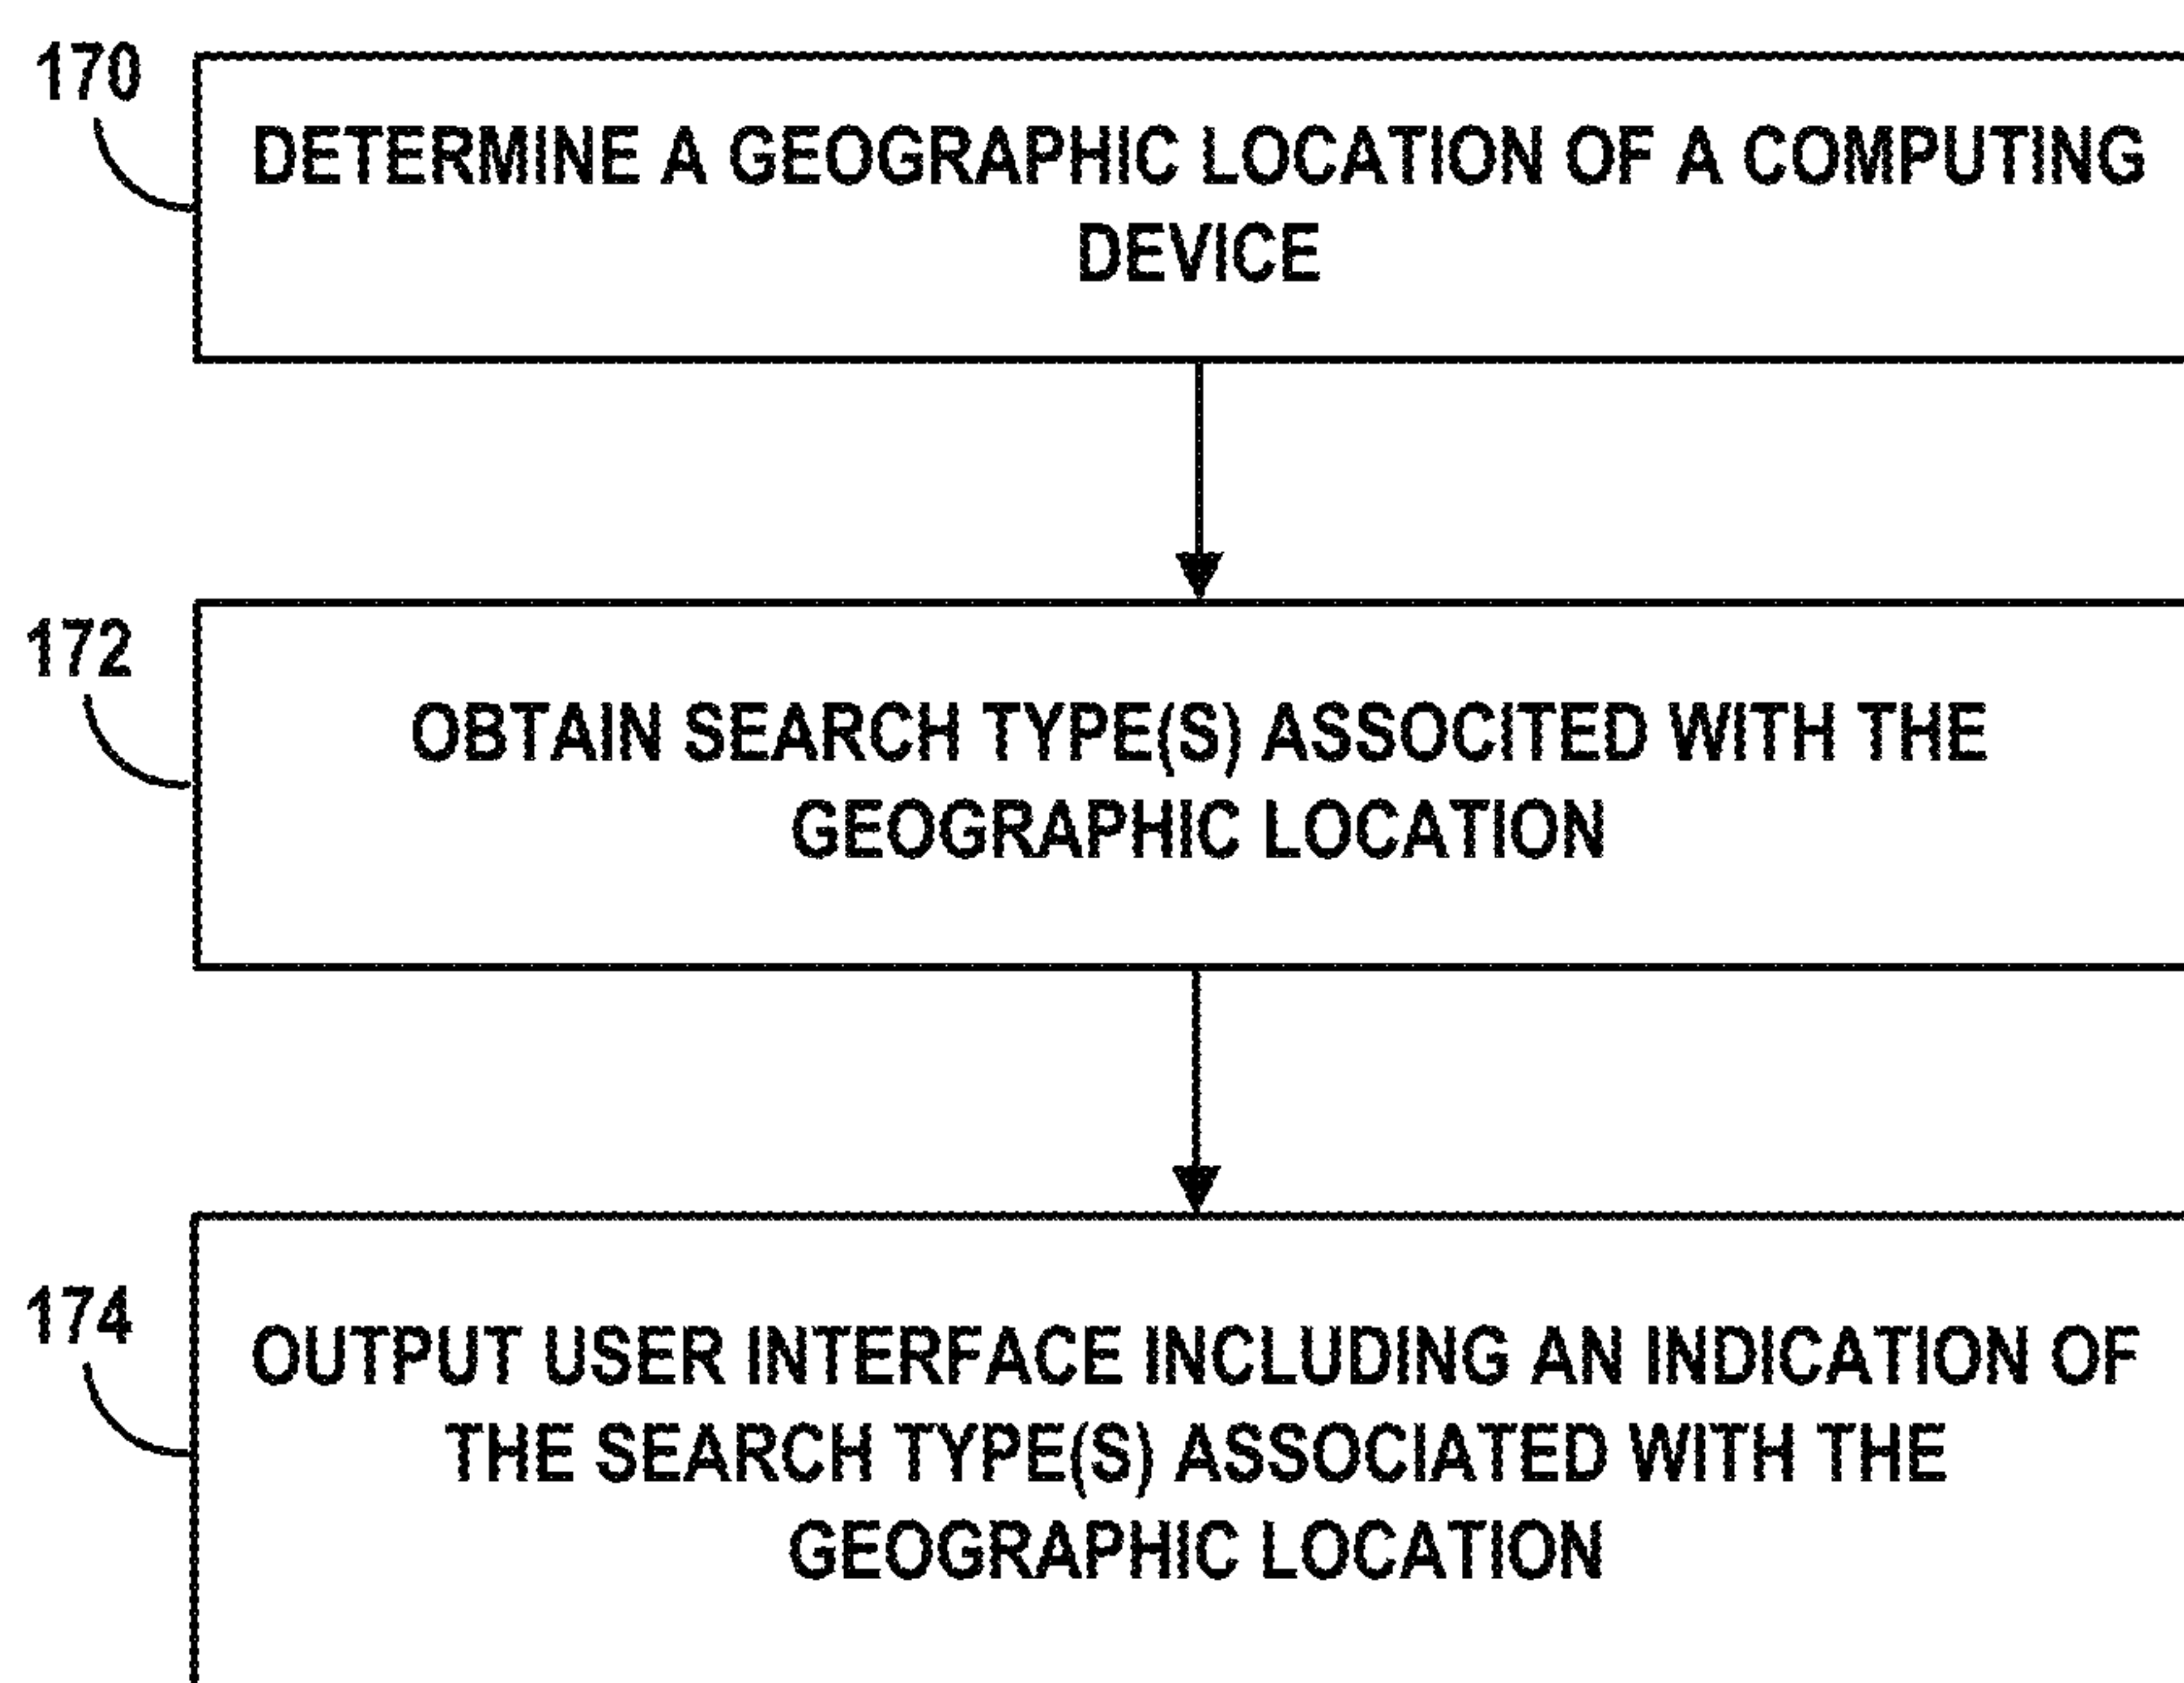 170
DETERMINE A GEOGRAPHIC LOCATION OF A COMPUTING
DEVICE
172
OBTAIN SEARCH TYPE(S) ASSOCITED WITH THE
GEOGRAPHIC LOCATION
174
OUTPUT USER INTERFACE INCLUDING AN INDICATION OF
THE SEARCH TYPE(S) ASSOCIATED WITH THE
GEOGRAPHIC LOCATION